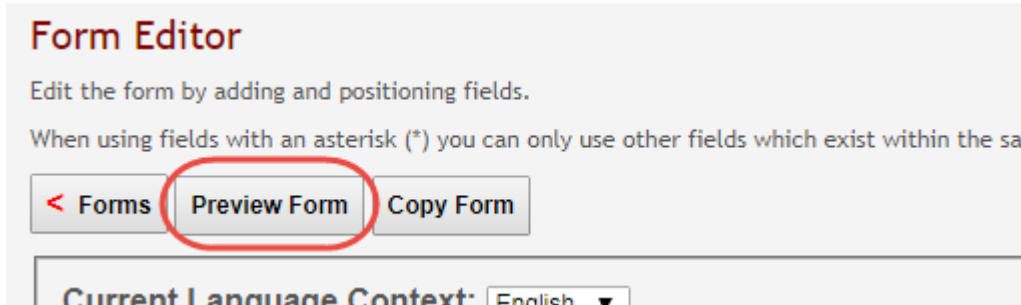 Form Editor
Edit the form by adding and positioning fields.
When using fields with an asterisk (*) you can only use other fields which exist within the sa
< Forms Preview Form Copy Form
Current Language Context: English ▼